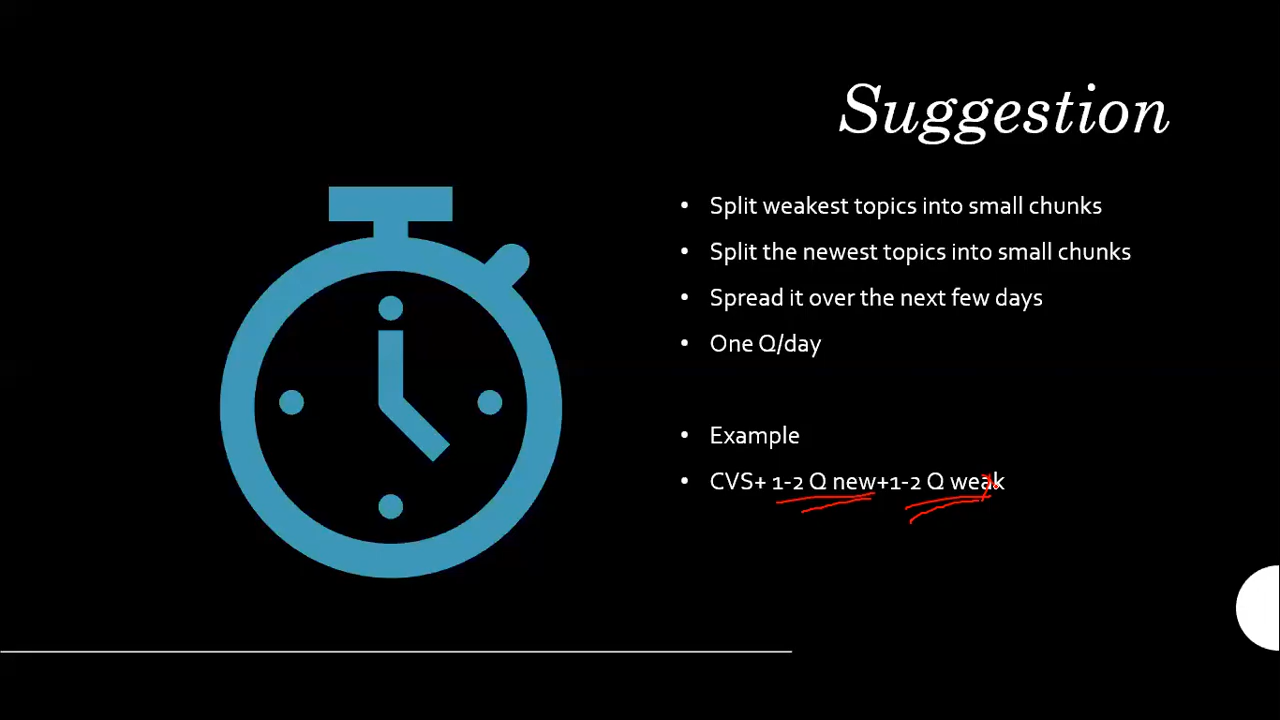 Suggestion
• Split weakest topics into small chunks
• Split the newest topics into small chunks
• Spread it over the next few days
• One Q/day
• Example
• CVS+ 1-2 Q new+1-2 Q weak